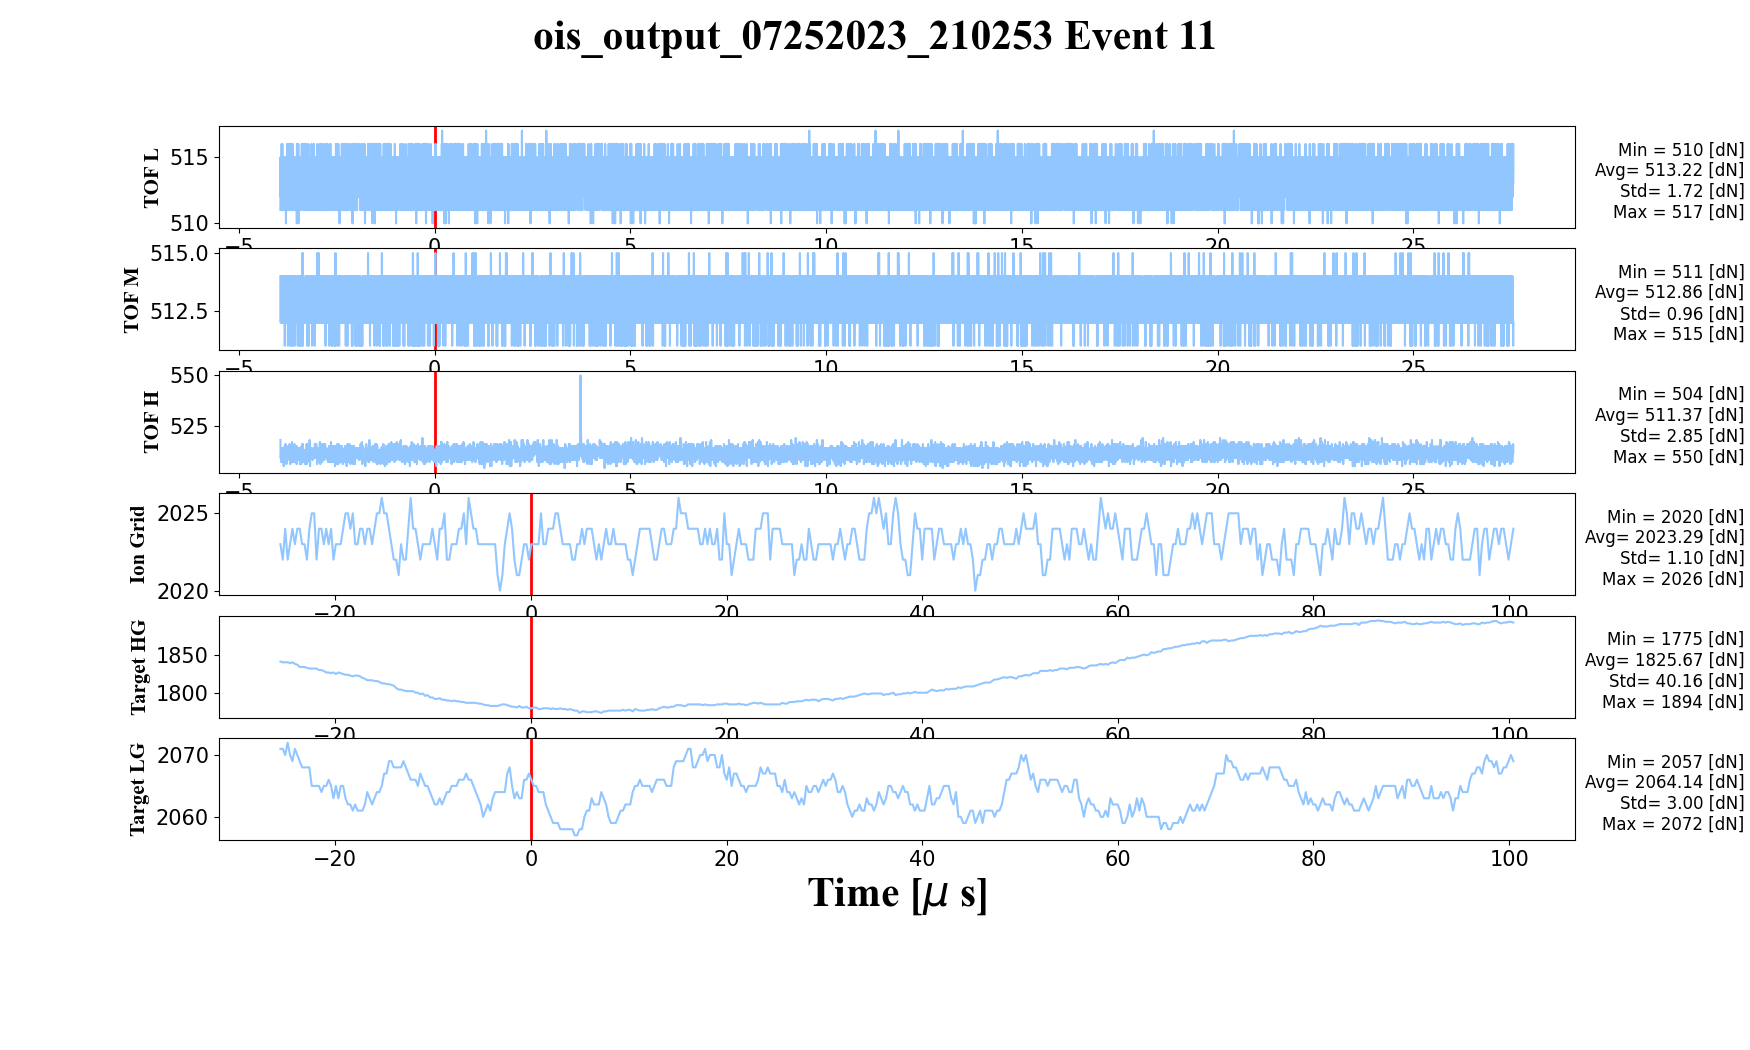 ois_output_07252023_210253 Event 11
TOF L
515
510
−5 0 5 10 15 20 25
Min = 510 [dN]
Avg= 513.22 [dN]
Std= 1.72 [dN]
Max = 517 [dN]
TOF M
515.0
512.5
−5 0 5 10 15 20 25
Min = 511 [dN]
Avg= 512.86 [dN]
Std= 0.96 [dN]
Max = 515 [dN]
TOF H
550
525
−5 0 5 10 15 20 25
Min = 504 [dN]
Avg= 511.37 [dN]
Std= 2.85 [dN]
Max = 550 [dN]
Ion Grid
2025
2020
−20 0 20 40 60 80 100
Min = 2020 [dN]
Avg= 2023.29 [dN]
Std= 1.10 [dN]
Max = 2026 [dN]
Target HG
1850
1800
−20 0 20 40 60 80 100
Min = 1775 [dN]
Avg= 1825.67 [dN]
Std= 40.16 [dN]
Max = 1894 [dN]
Target LG
2070
2060
−20 0 20 40 60 80 100
Min = 2057 [dN]
Avg= 2064.14 [dN]
Std= 3.00 [dN]
Max = 2072 [dN]
Time [μ s]